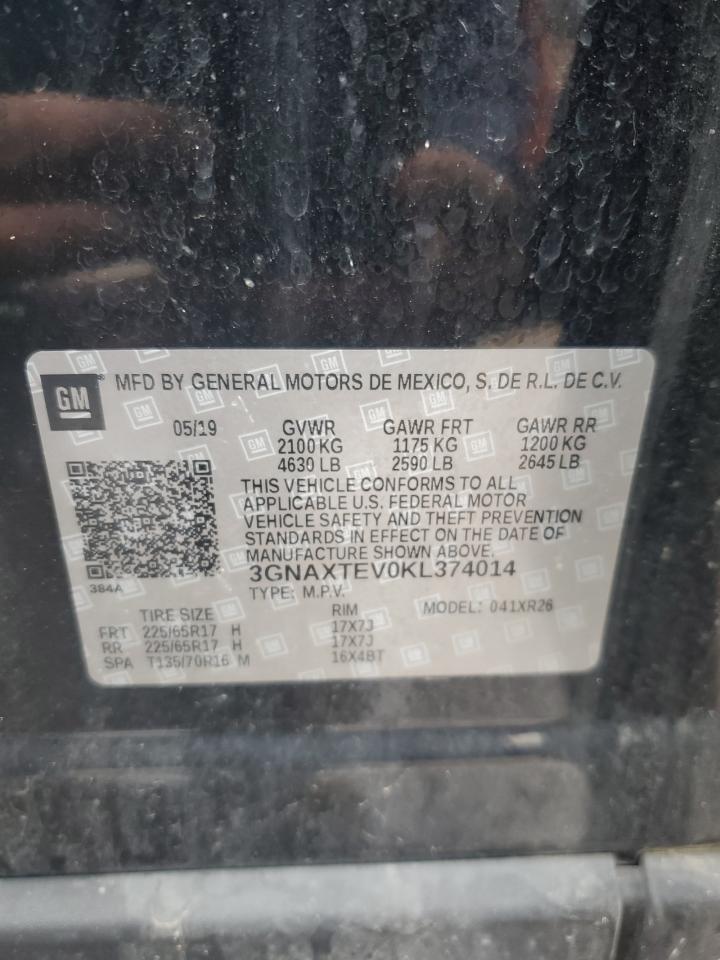 GM MFD BY GENERAL MOTORS DE MEXICO, S. DE R.L. DE C.V.
05/19 GVWR GAWR FRT GAWR RR
2100 KG 1175 KG 1200 KG
4630 LB 2590 LB 2645 LB
THIS VEHICLE CONFORMS TO ALL
APPLICABLE U.S. FEDERAL MOTOR
VEHICLE SAFETY AND THEFT PREVENTION
STANDARDS IN EFFECT ON THE DATE OF
MANUFACTURE SHOWN ABOVE.
3GNAXTEV0KL374014
384A
TYPE: M.P.V. MODEL: 041XR26
TIRE SIZE RIM
FRT 225/65R17 H 17X7J
RR 225/65R17 H 17X7J
SPA T135/70R16 M 16X4BT